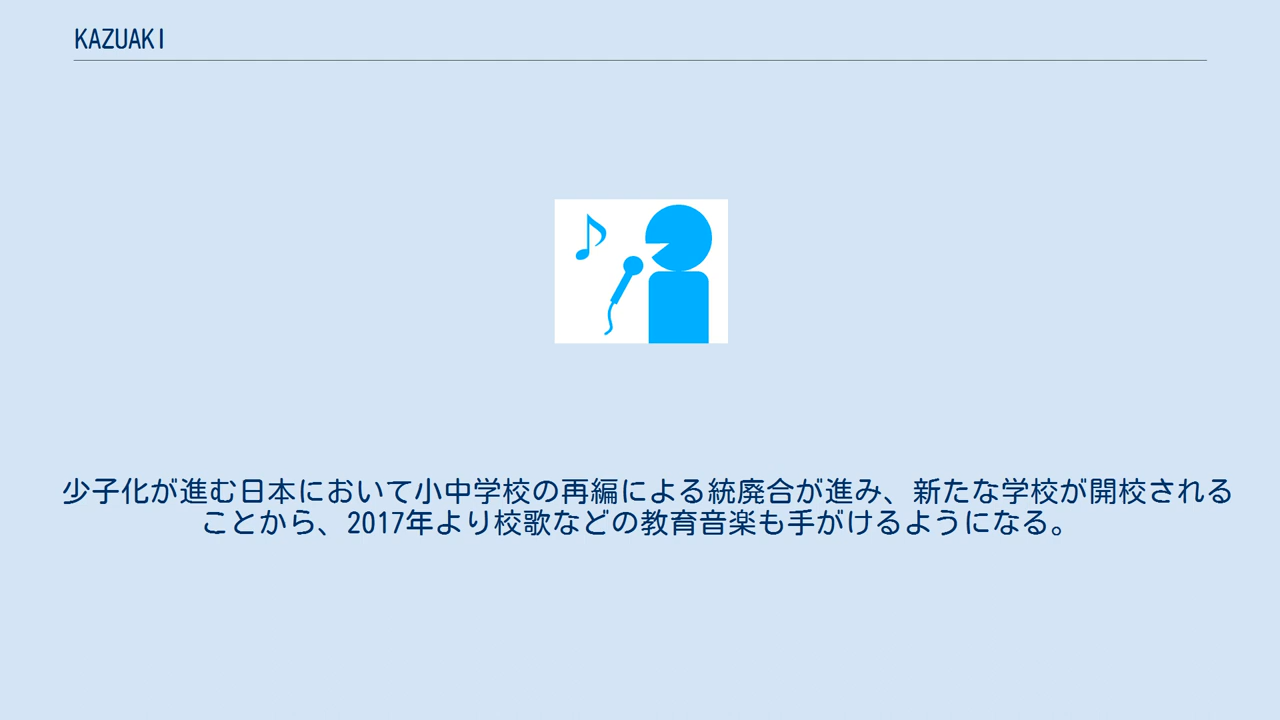 KAZUAKI
少子化が進む日本において小中学校の再編による統廃合が進み、新たな学校が開校される
ことから、2017年より校歌などの教育音楽も手がけるようになる。